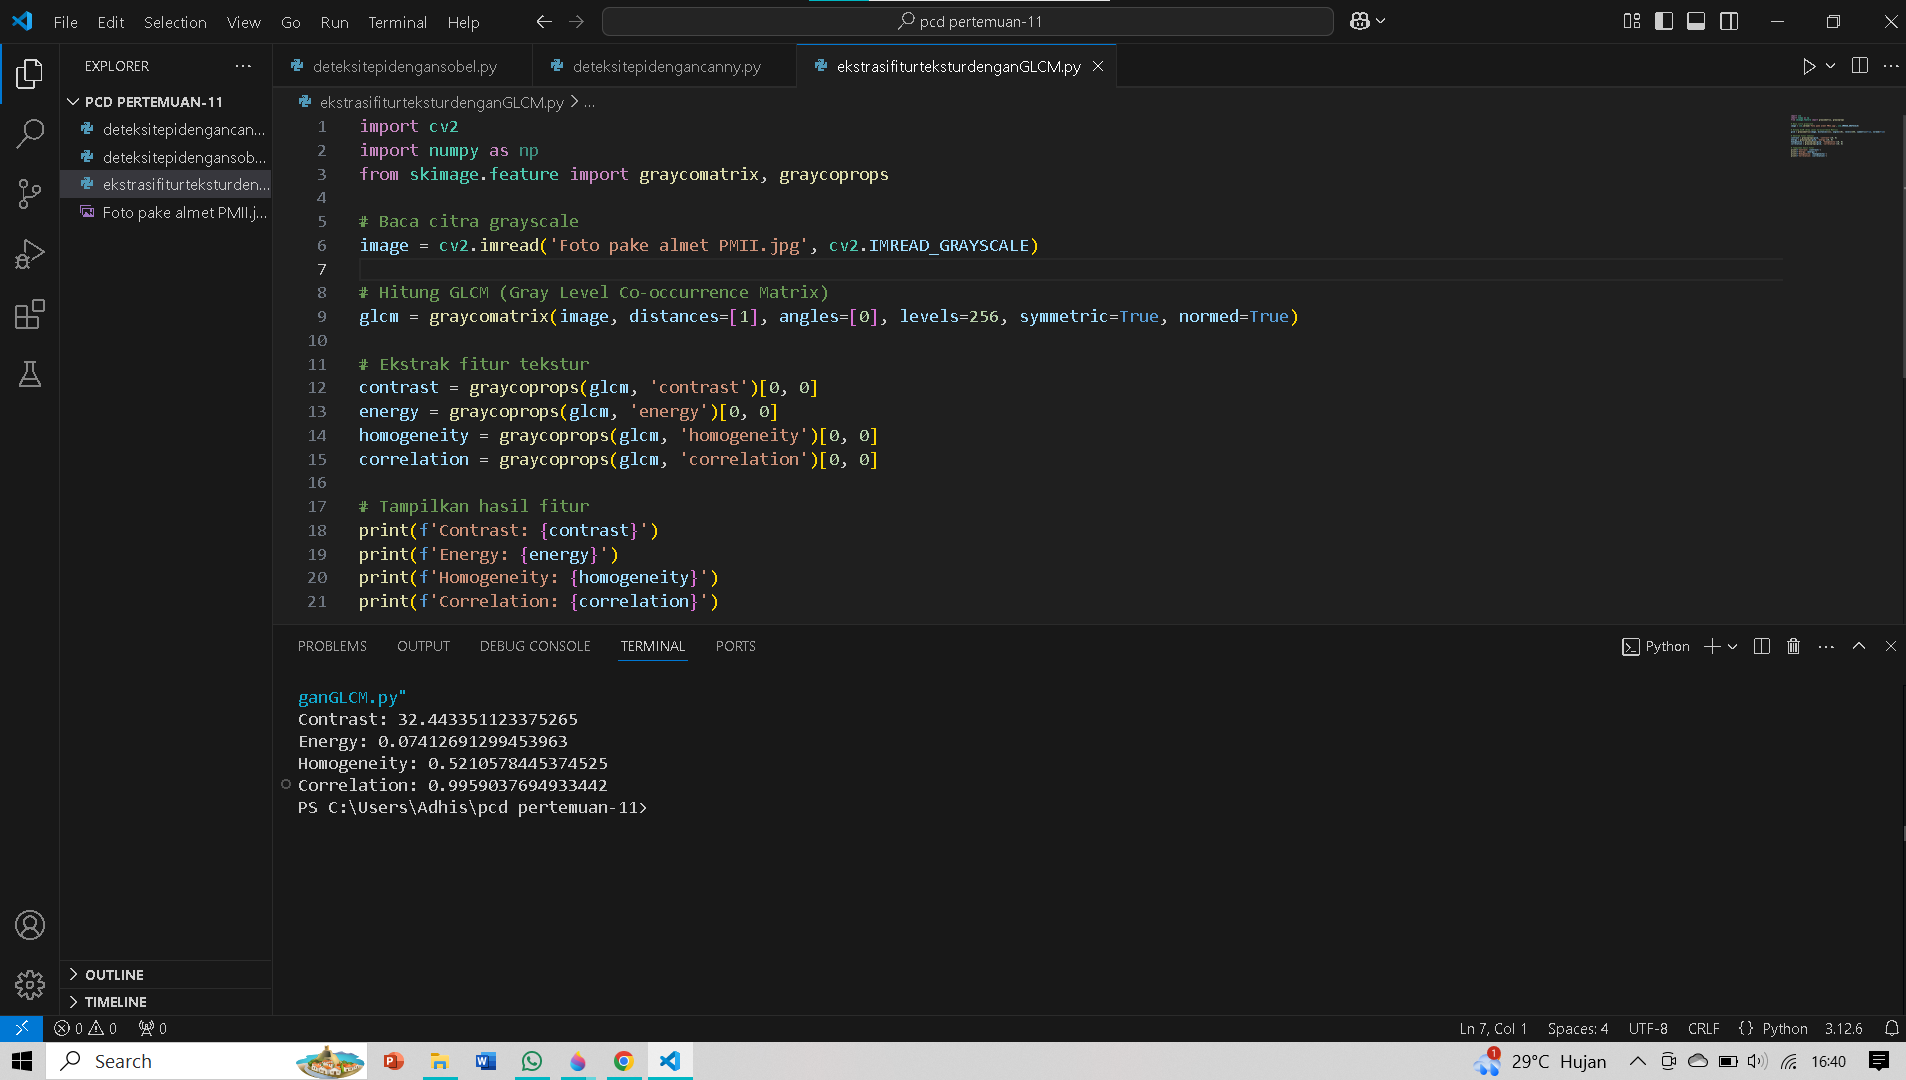 File Edit Selection View Go Run Terminal Help
pcd pertemuan-11
EXPLORER
PCD PERTEMUAN-11
deteksitepidengancan...
deteksitepidengansob...
ekstrasifiturteksturden...
Foto pake almet PMII.j...
OUTLINE
TIMELINE
deteksitepidengansobel.py
deteksitepidengancanny.py
ekstrasifiturteksturdenganGLCM.py
ekstrasifiturteksturdenganGLCM.py > ...
1 import cv2
2 import numpy as np
3 from skimage.feature import graycomatrix, graycoprops
4
5 # Baca citra grayscale
6 image = cv2.imread('Foto pake almet PMII.jpg', cv2.IMREAD_GRAYSCALE)
7
8 # Hitung GLCM (Gray Level Co-occurrence Matrix)
9 glcm = graycomatrix(image, distances=[1], angles=[0], levels=256, symmetric=True, normed=True)
10
11 # Ekstrak fitur tekstur
12 contrast = graycoprops(glcm, 'contrast')[0, 0]
13 energy = graycoprops(glcm, 'energy')[0, 0]
14 homogeneity = graycoprops(glcm, 'homogeneity')[0, 0]
15 correlation = graycoprops(glcm, 'correlation')[0, 0]
16
17 # Tampilkan hasil fitur
18 print(f'Contrast: {contrast}')
19 print(f'Energy: {energy}')
20 print(f'Homogeneity: {homogeneity}')
21 print(f'Correlation: {correlation}')
PROBLEMS OUTPUT DEBUG CONSOLE TERMINAL PORTS
Python
ganGLCM.py"
Contrast: 32.443351123375265
Energy: 0.07412691299453963
Homogeneity: 0.5210578445374525
Correlation: 0.9959037694933442
PS C:\Users\Adhis\pcd pertemuan-11>
0 0 0
Ln 7, Col 1 Spaces: 4 UTF-8 CRLF {} Python 3.12.6
Search
1
29°C Hujan
16:40